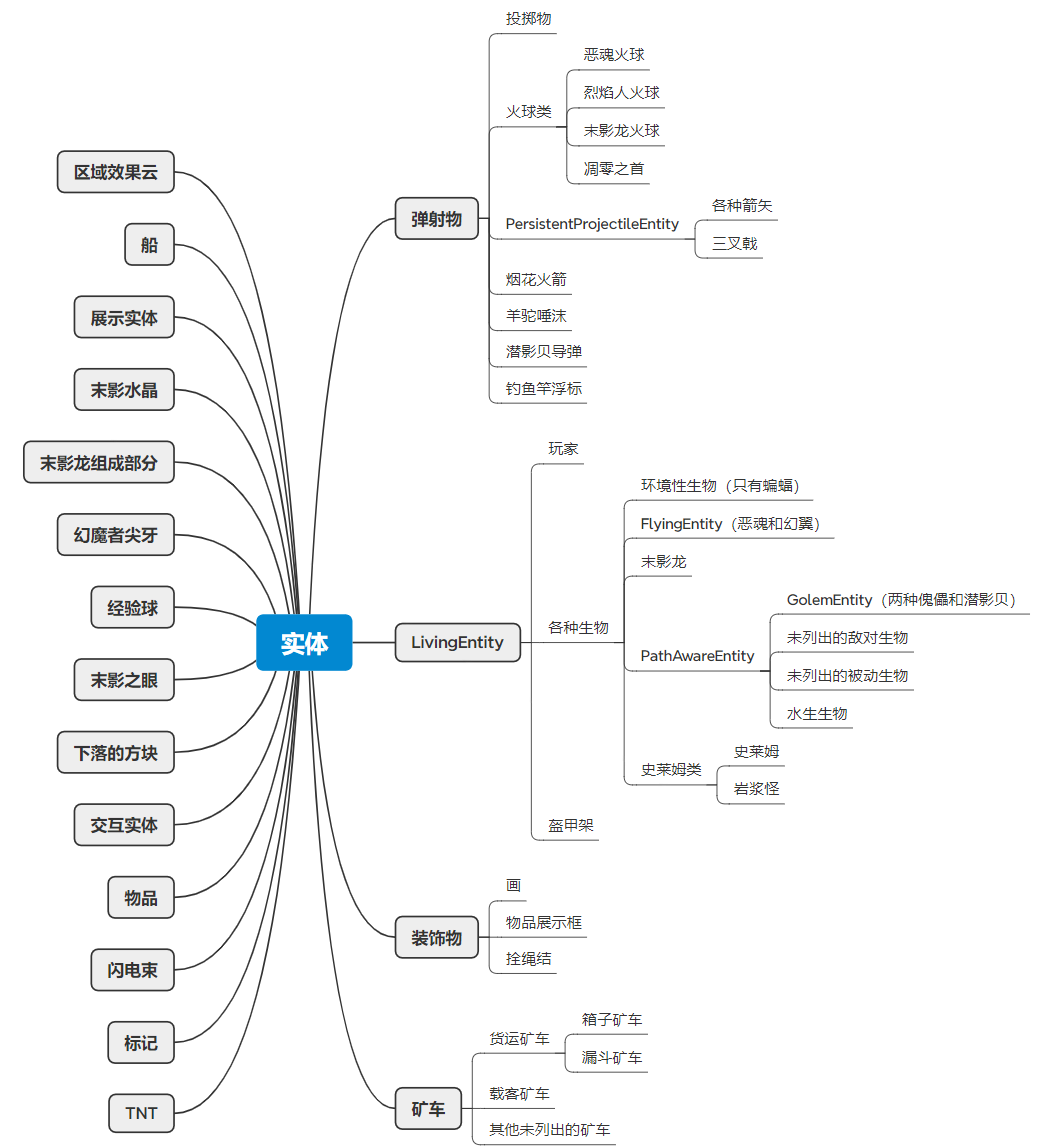 实体
弹射物
投掷物
火球类
恶魂火球
烈焰人火球
末影龙火球
凋零之首
PersistentProjectileEntity
各种箭矢
三叉戟
烟花火箭
羊驼唾沫
潜影贝导弹
钓鱼竿浮标
LivingEntity
玩家
各种生物
环境性生物（只有蝙蝠）
FlyingEntity（恶魂和幻翼）
末影龙
PathAwareEntity
GolemEntity（两种傀儡和潜影贝）
未列出的敌对生物
未列出的被动生物
水生生物
史莱姆类
史莱姆
岩浆怪
盔甲架
装饰物
画
物品展示框
拴绳结
矿车
货运矿车
箱子矿车
漏斗矿车
载客矿车
其他未列出的矿车
区域效果云
船
展示实体
末影水晶
末影龙组成部分
幻魔者尖牙
经验球
末影之眼
下落的方块
交互实体
物品
闪电束
标记
TNT